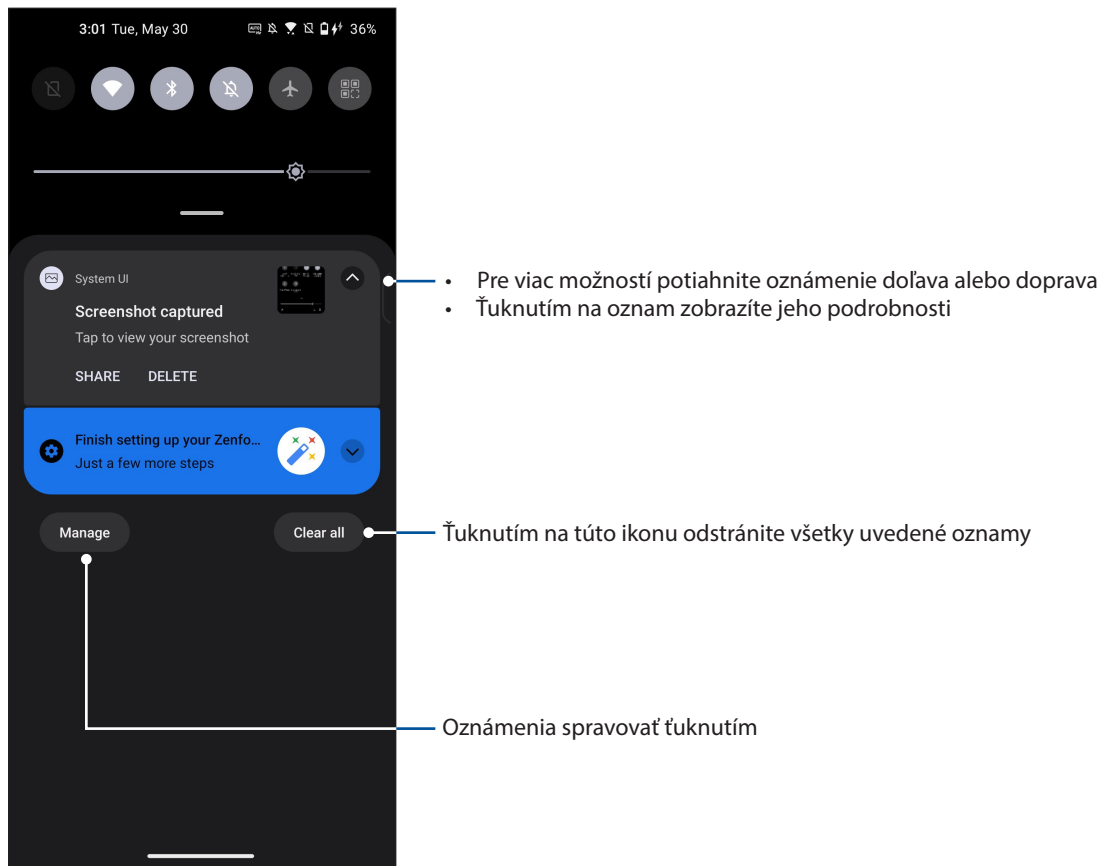 3:01 Tue, May 30
36%
System UI
Screenshot captured
Tap to view your screenshot
SHARE DELETE
• Pre viac možností potiahnite oznámenie doľava alebo doprava
• Ťuknutím na oznam zobrazíte jeho podrobnosti
Finish setting up your Zenfo…
Just a few more steps
Manage
Clear all
Ťuknutím na túto ikonu odstránite všetky uvedené oznamy
Oznámenia spravovať ťuknutím